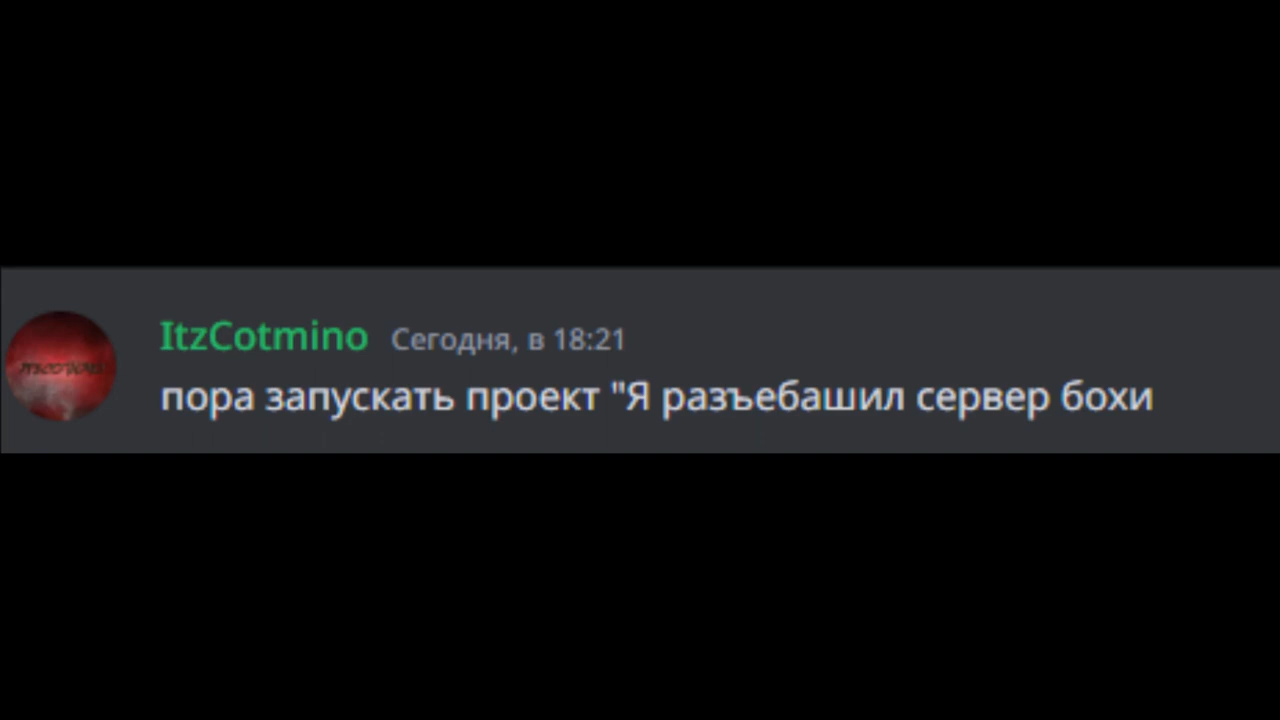 ItzCotmino Сегодня, в 18:21
пора запускать проект "Я разъебашил сервер бохи